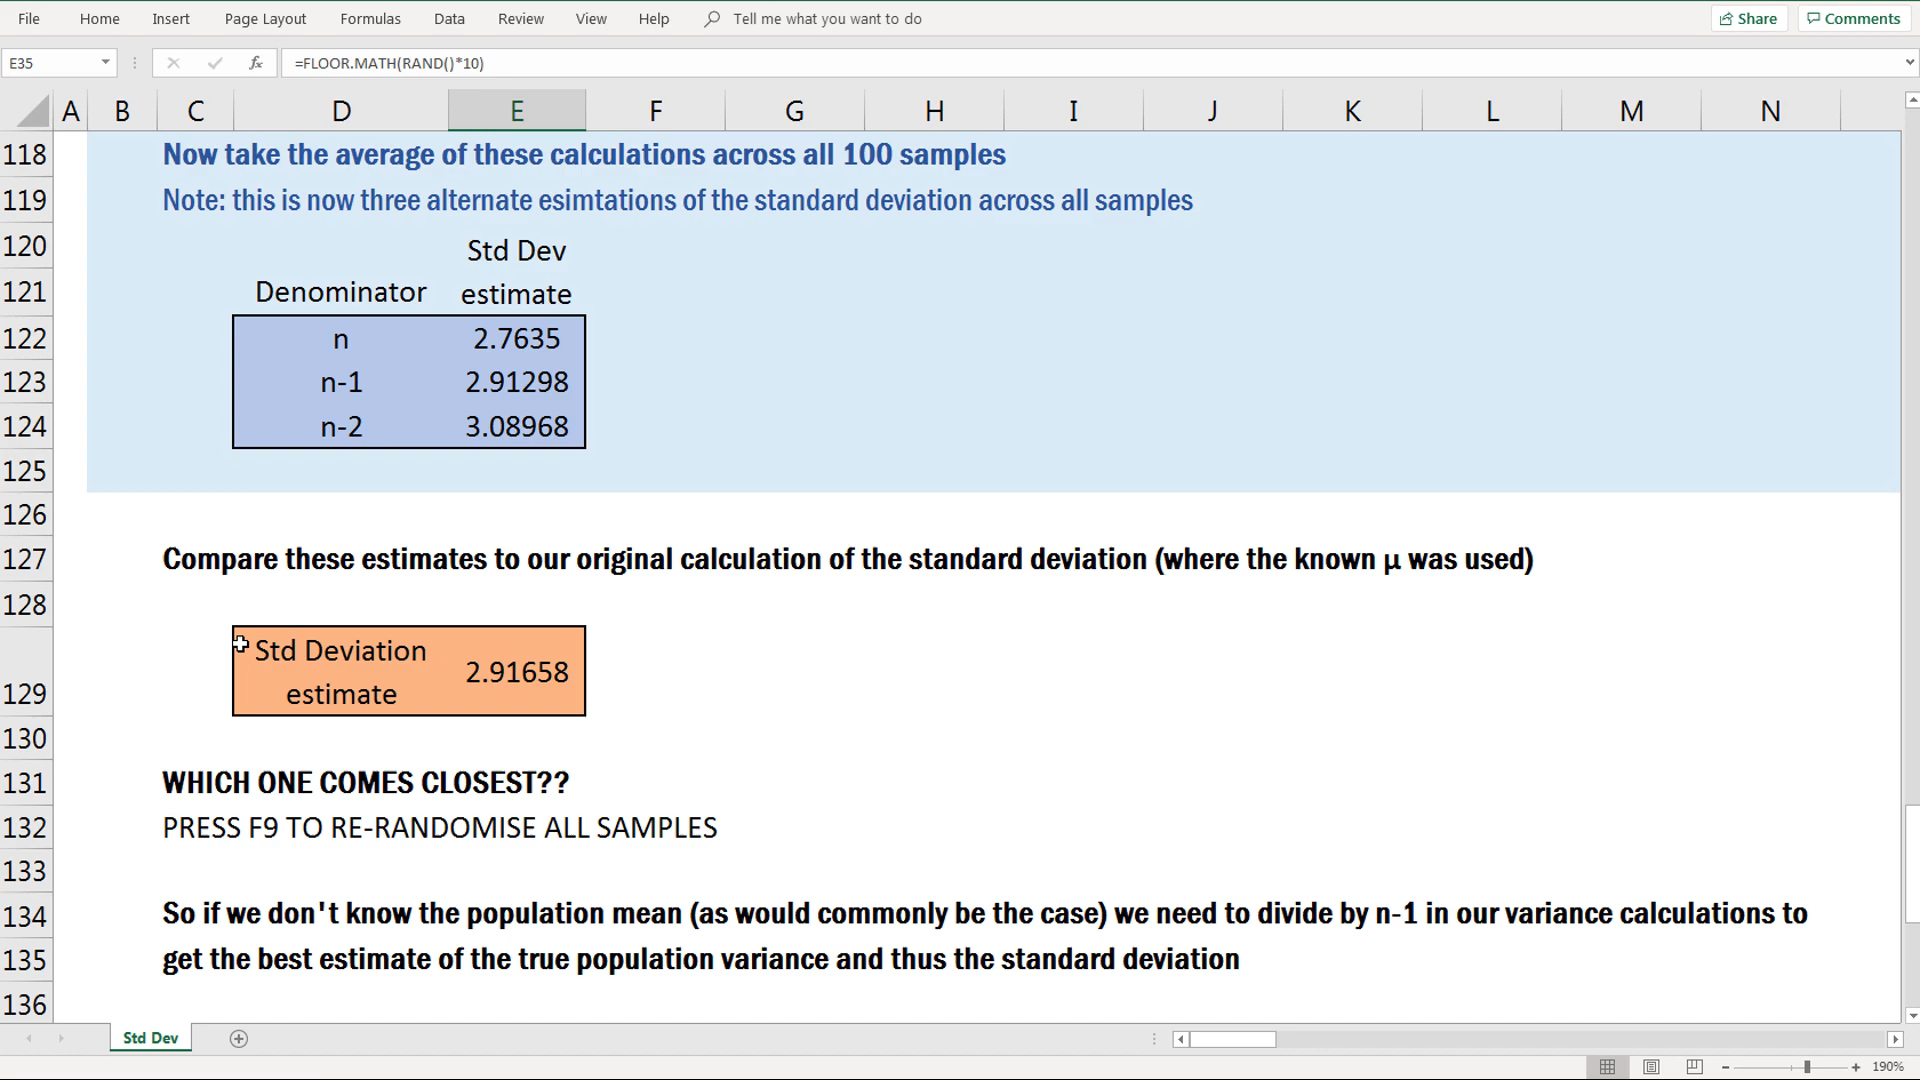 File Home Insert Page Layout Formulas Data Review View Help Tell me what you want to do Share Comments
E35 fx =FLOOR.MATH(RAND()*10)
A B C D E F G H I J K L M N
118 Now take the average of these calculations across all 100 samples
119 Note: this is now three alternate esimtations of the standard deviation across all samples
120 Std Dev
121 Denominator estimate
122 n 2.7635
123 n-1 2.91298
124 n-2 3.08968
125
126
127 Compare these estimates to our original calculation of the standard deviation (where the known μ was used)
128
Std Deviation
2.91658
129 estimate
130
131 WHICH ONE COMES CLOSEST??
132 PRESS F9 TO RE-RANDOMISE ALL SAMPLES
133
134 So if we don't know the population mean (as would commonly be the case) we need to divide by n-1 in our variance calculations to
135 get the best estimate of the true population variance and thus the standard deviation
136
Std Dev
190%